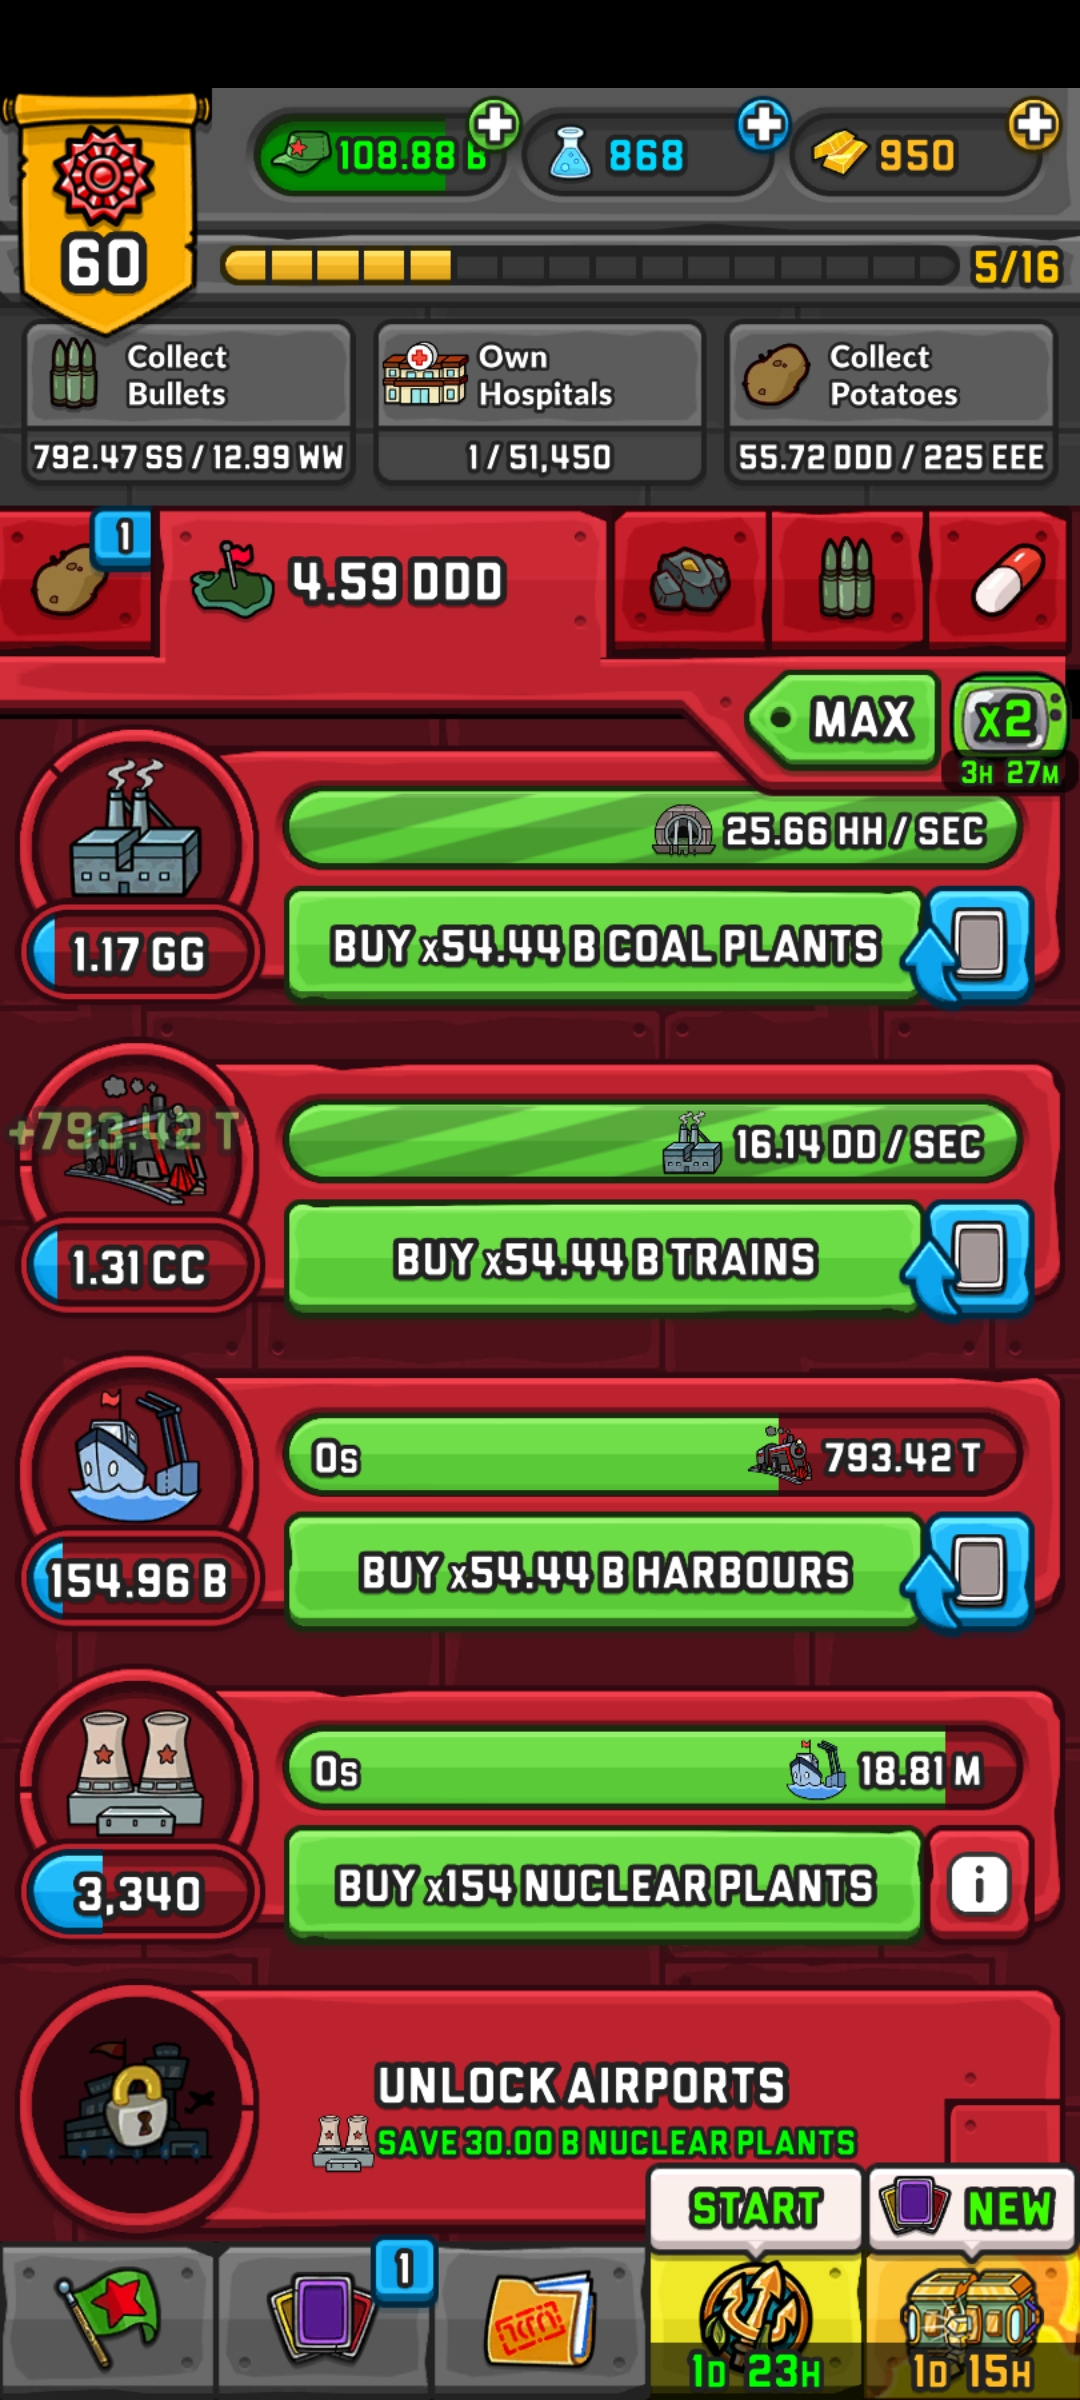 60
108.88 B
868
950
5/16
Collect
Bullets
792.47 SS / 12.99 WW
Own
Hospitals
1 / 51,450
Collect
Potatoes
55.72 DDD / 225 EEE
1
4.59 DDD
MAX
x2
3H 27M
25.66 HH / SEC
1.17 GG
BUY x54.44 B COAL PLANTS
+793.42 T
16.14 DD / SEC
1.31 CC
BUY x54.44 B TRAINS
0s
793.42 T
154.96 B
BUY x54.44 B HARBOURS
0s
18.81 M
3,340
BUY x154 NUCLEAR PLANTS
i
UNLOCK AIRPORTS
SAVE 30.00 B NUCLEAR PLANTS
START
NEW
1
1D 23H
1D 15H